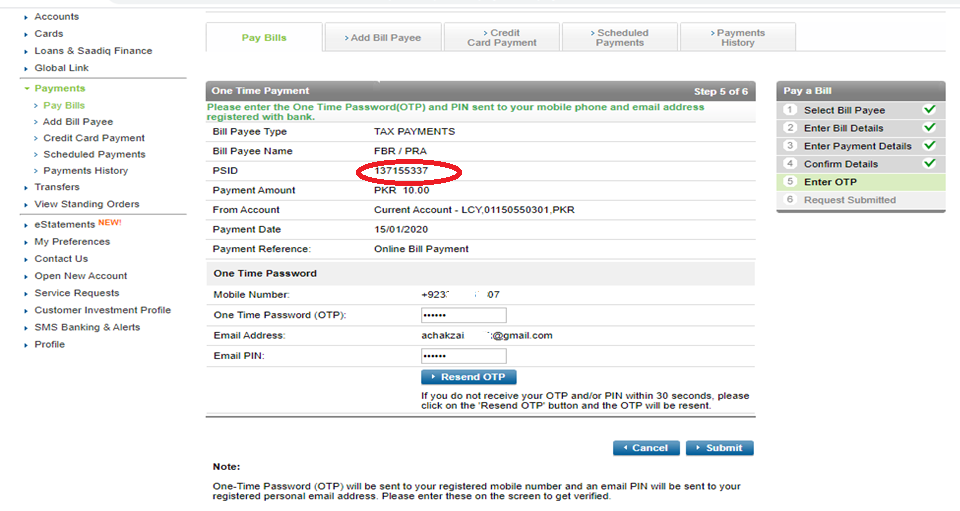 Accounts
Cards
Loans & Saadiq Finance
Global Link
Payments
Pay Bills
Add Bill Payee
Credit Card Payment
Scheduled Payments
Payments History
Transfers
View Standing Orders
eStatements NEW!
My Preferences
Contact Us
Open New Account
Service Requests
Customer Investment Profile
SMS Banking & Alerts
Profile
Pay Bills
Add Bill Payee
Credit
Card Payment
Scheduled
Payments
Payments
History
One Time Payment Step 5 of 6
Please enter the One Time Password(OTP) and PIN sent to your mobile phone and email address
registered with bank.
Bill Payee Type TAX PAYMENTS
Bill Payee Name FBR / PRA
PSID 137155337
Payment Amount PKR 10.00
From Account Current Account - LCY,01150550301,PKR
Payment Date 15/01/2020
Payment Reference: Online Bill Payment
One Time Password
Mobile Number: 07
One Time Password (OTP): ••••••
Email Address: achakzai @gmail.com
Email PIN: ••••••
Resend OTP
If you do not receive your OTP and/or PIN within 30 seconds, please
click on the 'Resend OTP' button and the OTP will be resent.
Cancel
Submit
Note:
One-Time Password (OTP) will be sent to your registered mobile number and an email PIN will be sent to your
registered personal email address. Please enter these on the screen to get verified.
Pay a Bill
1 Select Bill Payee
2 Enter Bill Details
3 Enter Payment Details
4 Confirm Details
5 Enter OTP
6 Request Submitted